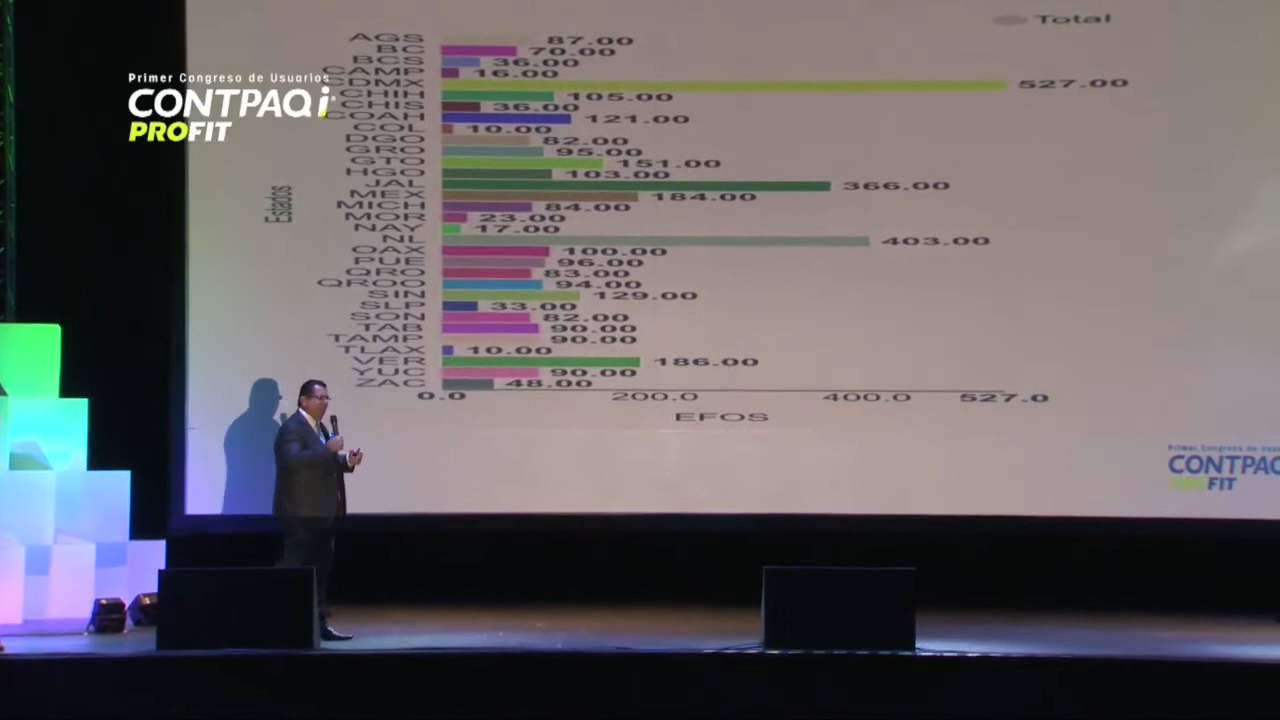 Total
AGS 87.00
BC 70.00
BCS 36.00
CAMP 16.00
CDMX 527.00
CHIH 105.00
CHIS 36.00
COAH 121.00
COL 10.00
DGO 82.00
GRO 95.00
GTO 151.00
HGO 103.00
JAL 366.00
MEX 184.00
MICH 84.00
MOR 23.00
NAY 17.00
NL 403.00
OAX 100.00
PUE 96.00
QRO 83.00
QROO 94.00
SIN 129.00
SLP 33.00
SON 82.00
TAB 90.00
TAMP 90.00
TLAX 10.00
VER 186.00
YUC 90.00
ZAC 48.00
0.0 200.0 400.0 527.0
EFOS
Estados
Primer Congreso de Usuarios
CONTPAQi
PROFIT
Primer Congreso de
CONTPAQ
PROFIT